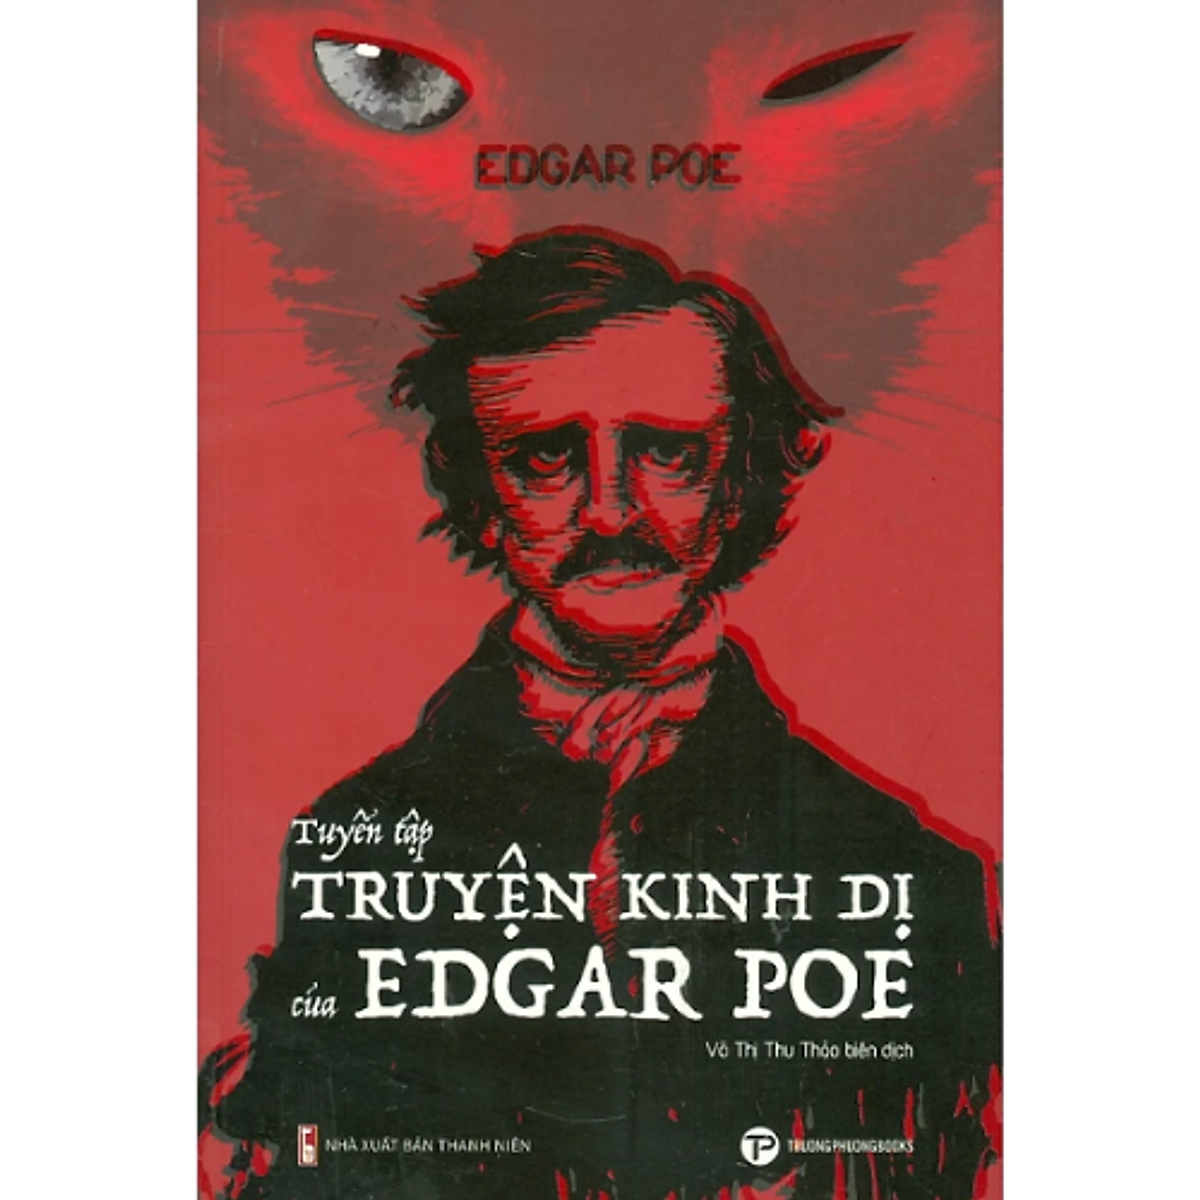 EDGAR POE
Tuyển tập
TRUYỆN KINH DỊ
của EDGAR POE
Võ Thị Thu Thảo biên dịch
NHÀ XUẤT BẢN THANH NIÊN
TP TRUONGPHUONGBOOKS